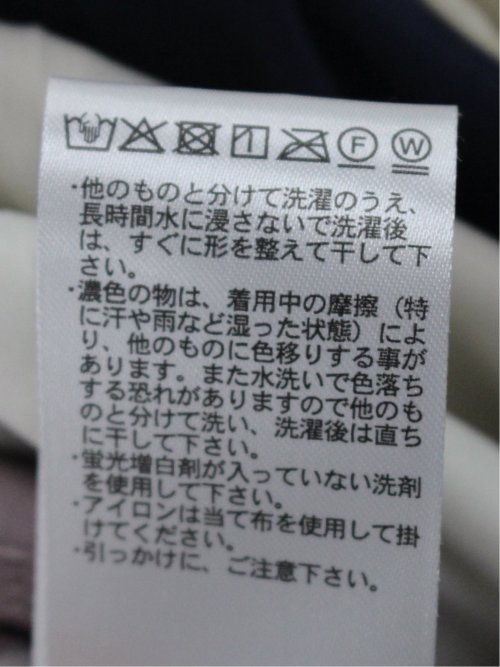 F W
・他のものと分けて洗濯のうえ、
長時間水に浸さないで洗濯後
は、すぐに形を整えて干して下
さい。
・濃色の物は、着用中の摩擦（特
に汗や雨など湿った状態）によ
り、他のものに色移りする事が
あります。また水洗いで色落ち
する恐れがありますので他のも
のと分けて洗い、洗濯後は直ち
に干して下さい。
・蛍光増白剤が入っていない洗剤
を使用して下さい。
・アイロンは当て布を使用して掛
けてください。
・引っかけに、ご注意下さい。